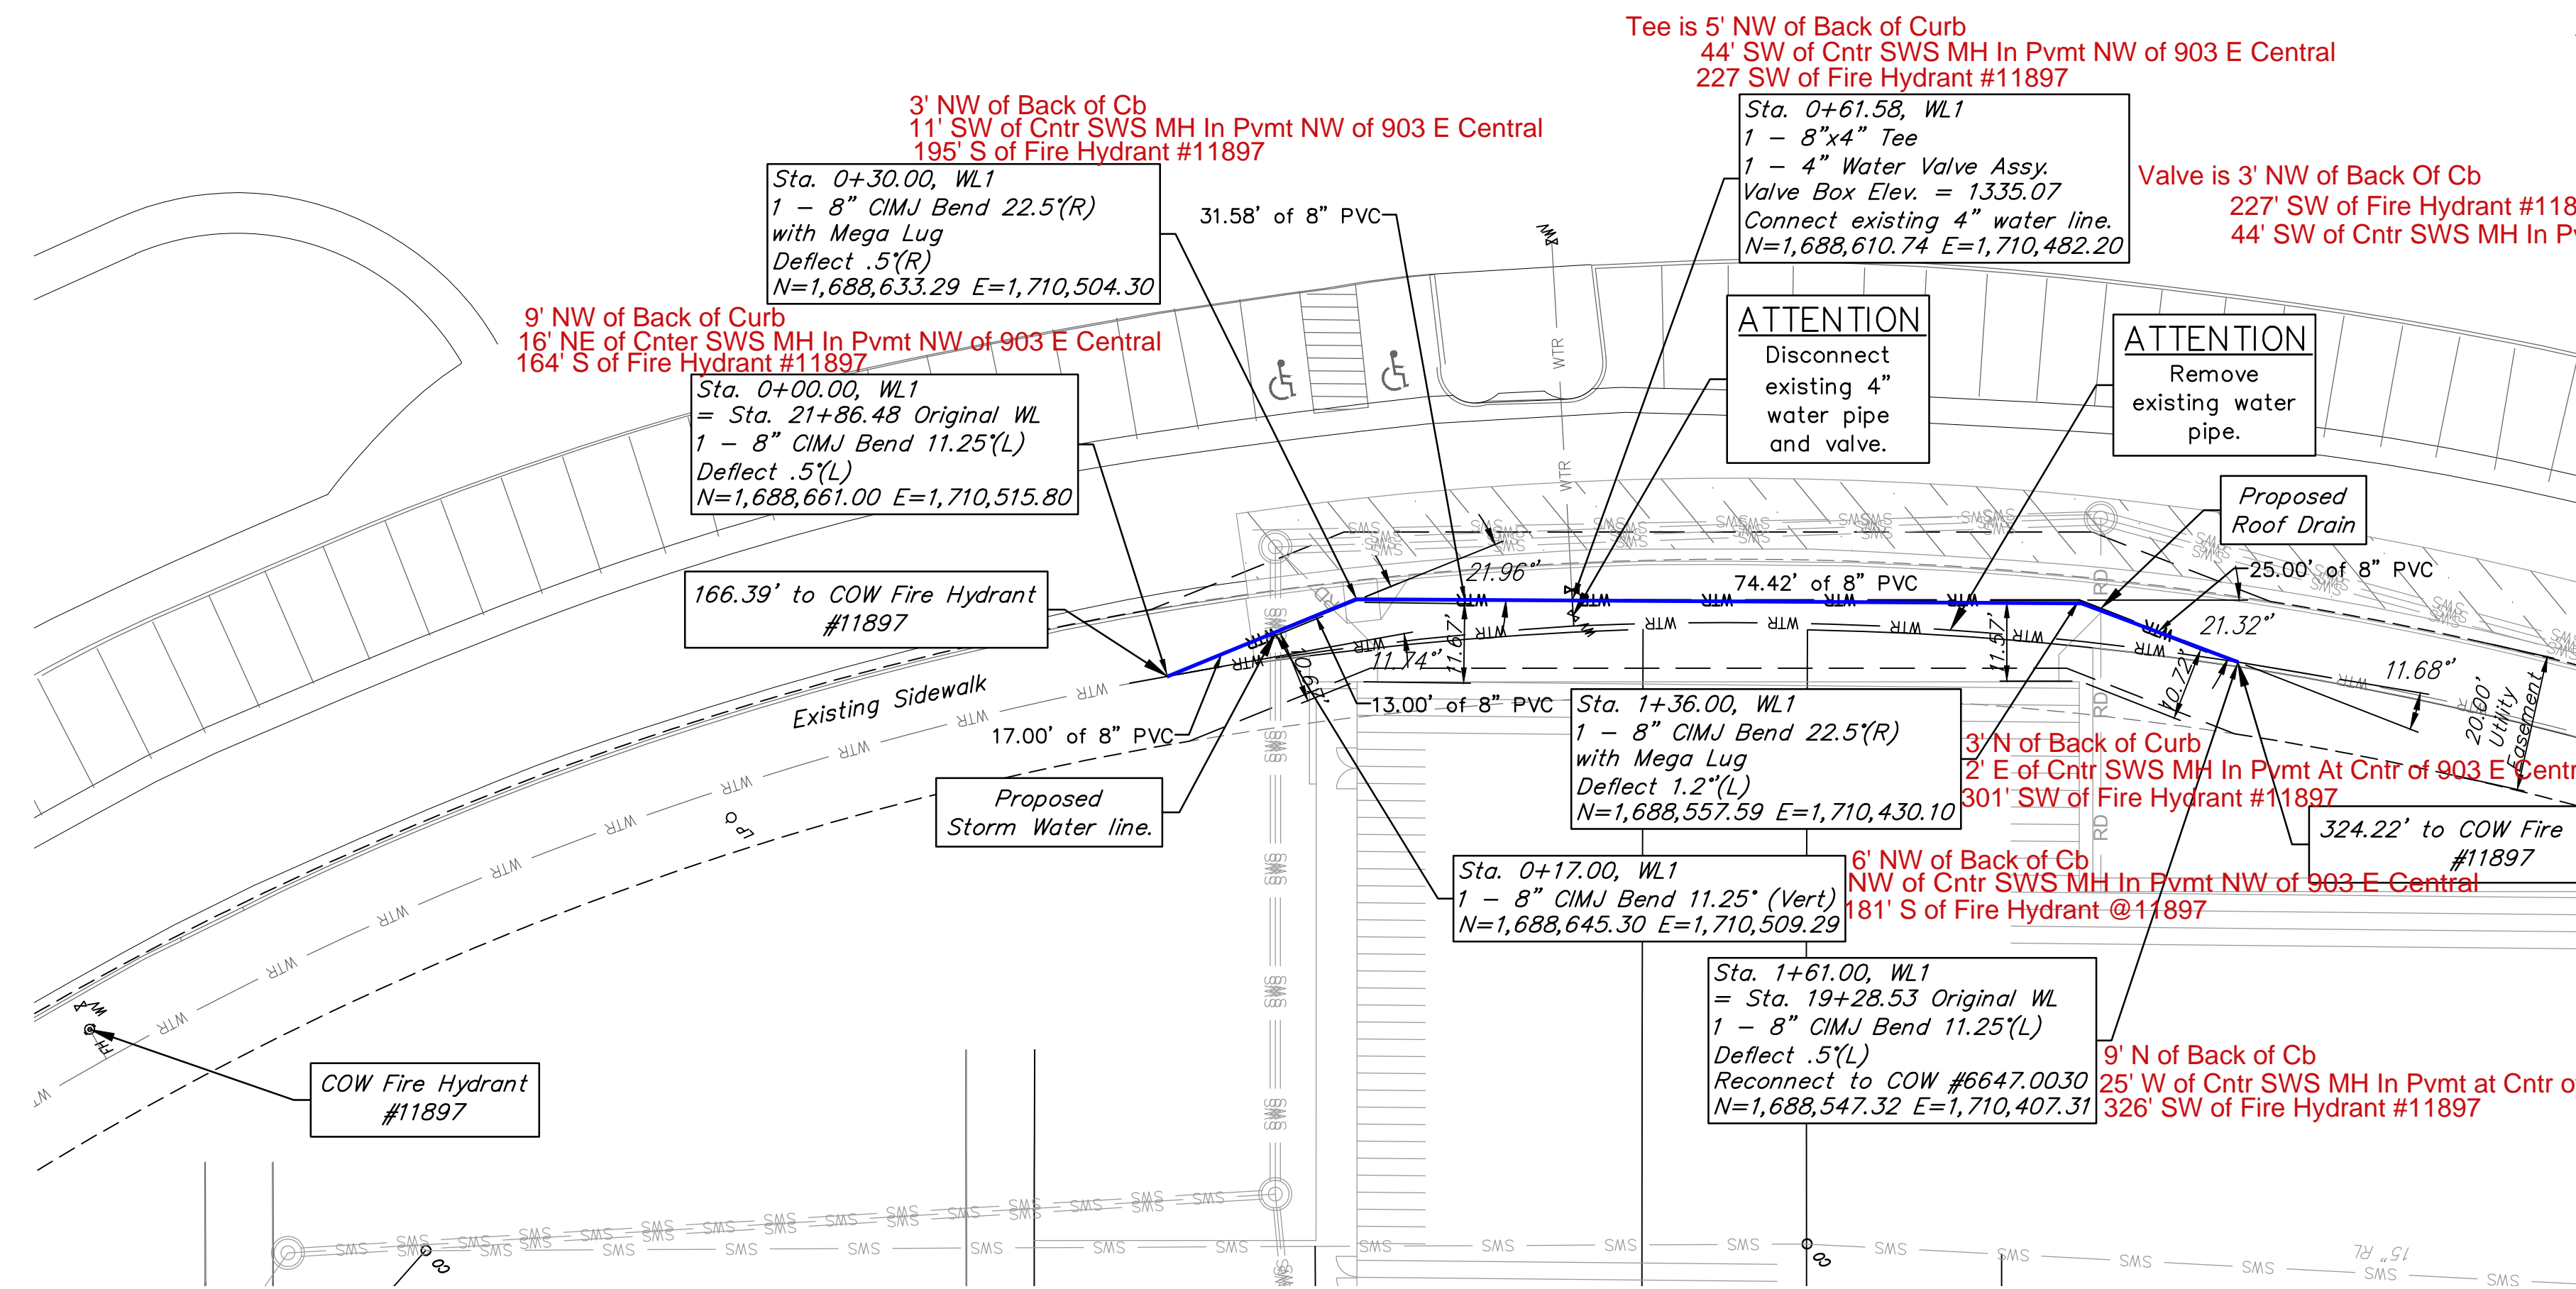 Tee is 5' NW of Back of Curb
44' SW of Cntr SWS MH In Pvmt NW of 903 E Central
227 SW of Fire Hydrant #11897
3' NW of Back of Cb
11' SW of Cntr SWS MH In Pvmt NW of 903 E Central
195' S of Fire Hydrant #11897
Sta. 0+61.58, WL1
1 – 8"x4" Tee
1 – 4" Water Valve Assy.
Valve Box Elev. = 1335.07
Connect existing 4" water line.
N=1,688,610.74 E=1,710,482.20
Valve is 3' NW of Back Of Cb
227' SW of Fire Hydrant #118
44' SW of Cntr SWS MH In P
Sta. 0+30.00, WL1
1 – 8" CIMJ Bend 22.5°(R)
with Mega Lug
Deflect .5°(R)
N=1,688,633.29 E=1,710,504.30
31.58' of 8" PVC
9' NW of Back of Curb
16' NE of Cnter SWS MH In Pvmt NW of 903 E Central
164' S of Fire Hydrant #11897
Sta. 0+00.00, WL1
= Sta. 21+86.48 Original WL
1 – 8" CIMJ Bend 11.25°(L)
Deflect .5°(L)
N=1,688,661.00 E=1,710,515.80
ATTENTION
Disconnect
existing 4"
water pipe
and valve.
ATTENTION
Remove
existing water
pipe.
Proposed
Roof Drain
166.39' to COW Fire Hydrant
#11897
21.96°'
74.42' of 8" PVC
25.00' of 8" PVC
21.32°'
11.74°'
11.67'
11.57'
10.67'
10.72'
11.68°'
20.00'
Utility
Easement
Existing Sidewalk
17.00' of 8" PVC
13.00' of 8" PVC
Proposed
Storm Water line.
Sta. 1+36.00, WL1
1 – 8" CIMJ Bend 22.5°(R)
with Mega Lug
Deflect 1.2°'(L)
N=1,688,557.59 E=1,710,430.10
3' N of Back of Curb
2' E of Cntr SWS MH In Pvmt At Cntr of 903 E Centr
301' SW of Fire Hydrant #11897
324.22' to COW Fire
#11897
Sta. 0+17.00, WL1
1 – 8" CIMJ Bend 11.25° (Vert)
N=1,688,645.30 E=1,710,509.29
6' NW of Back of Cb
NW of Cntr SWS MH In Pvmt NW of 903 E Central
181' S of Fire Hydrant @11897
Sta. 1+61.00, WL1
= Sta. 19+28.53 Original WL
1 – 8" CIMJ Bend 11.25°(L)
Deflect .5°(L)
Reconnect to COW #6647.0030
N=1,688,547.32 E=1,710,407.31
9' N of Back of Cb
25' W of Cntr SWS MH In Pvmt at Cntr o
326' SW of Fire Hydrant #11897
COW Fire Hydrant
#11897
WTR
SWS
RD
WV
FH
LP
CO
15" RL